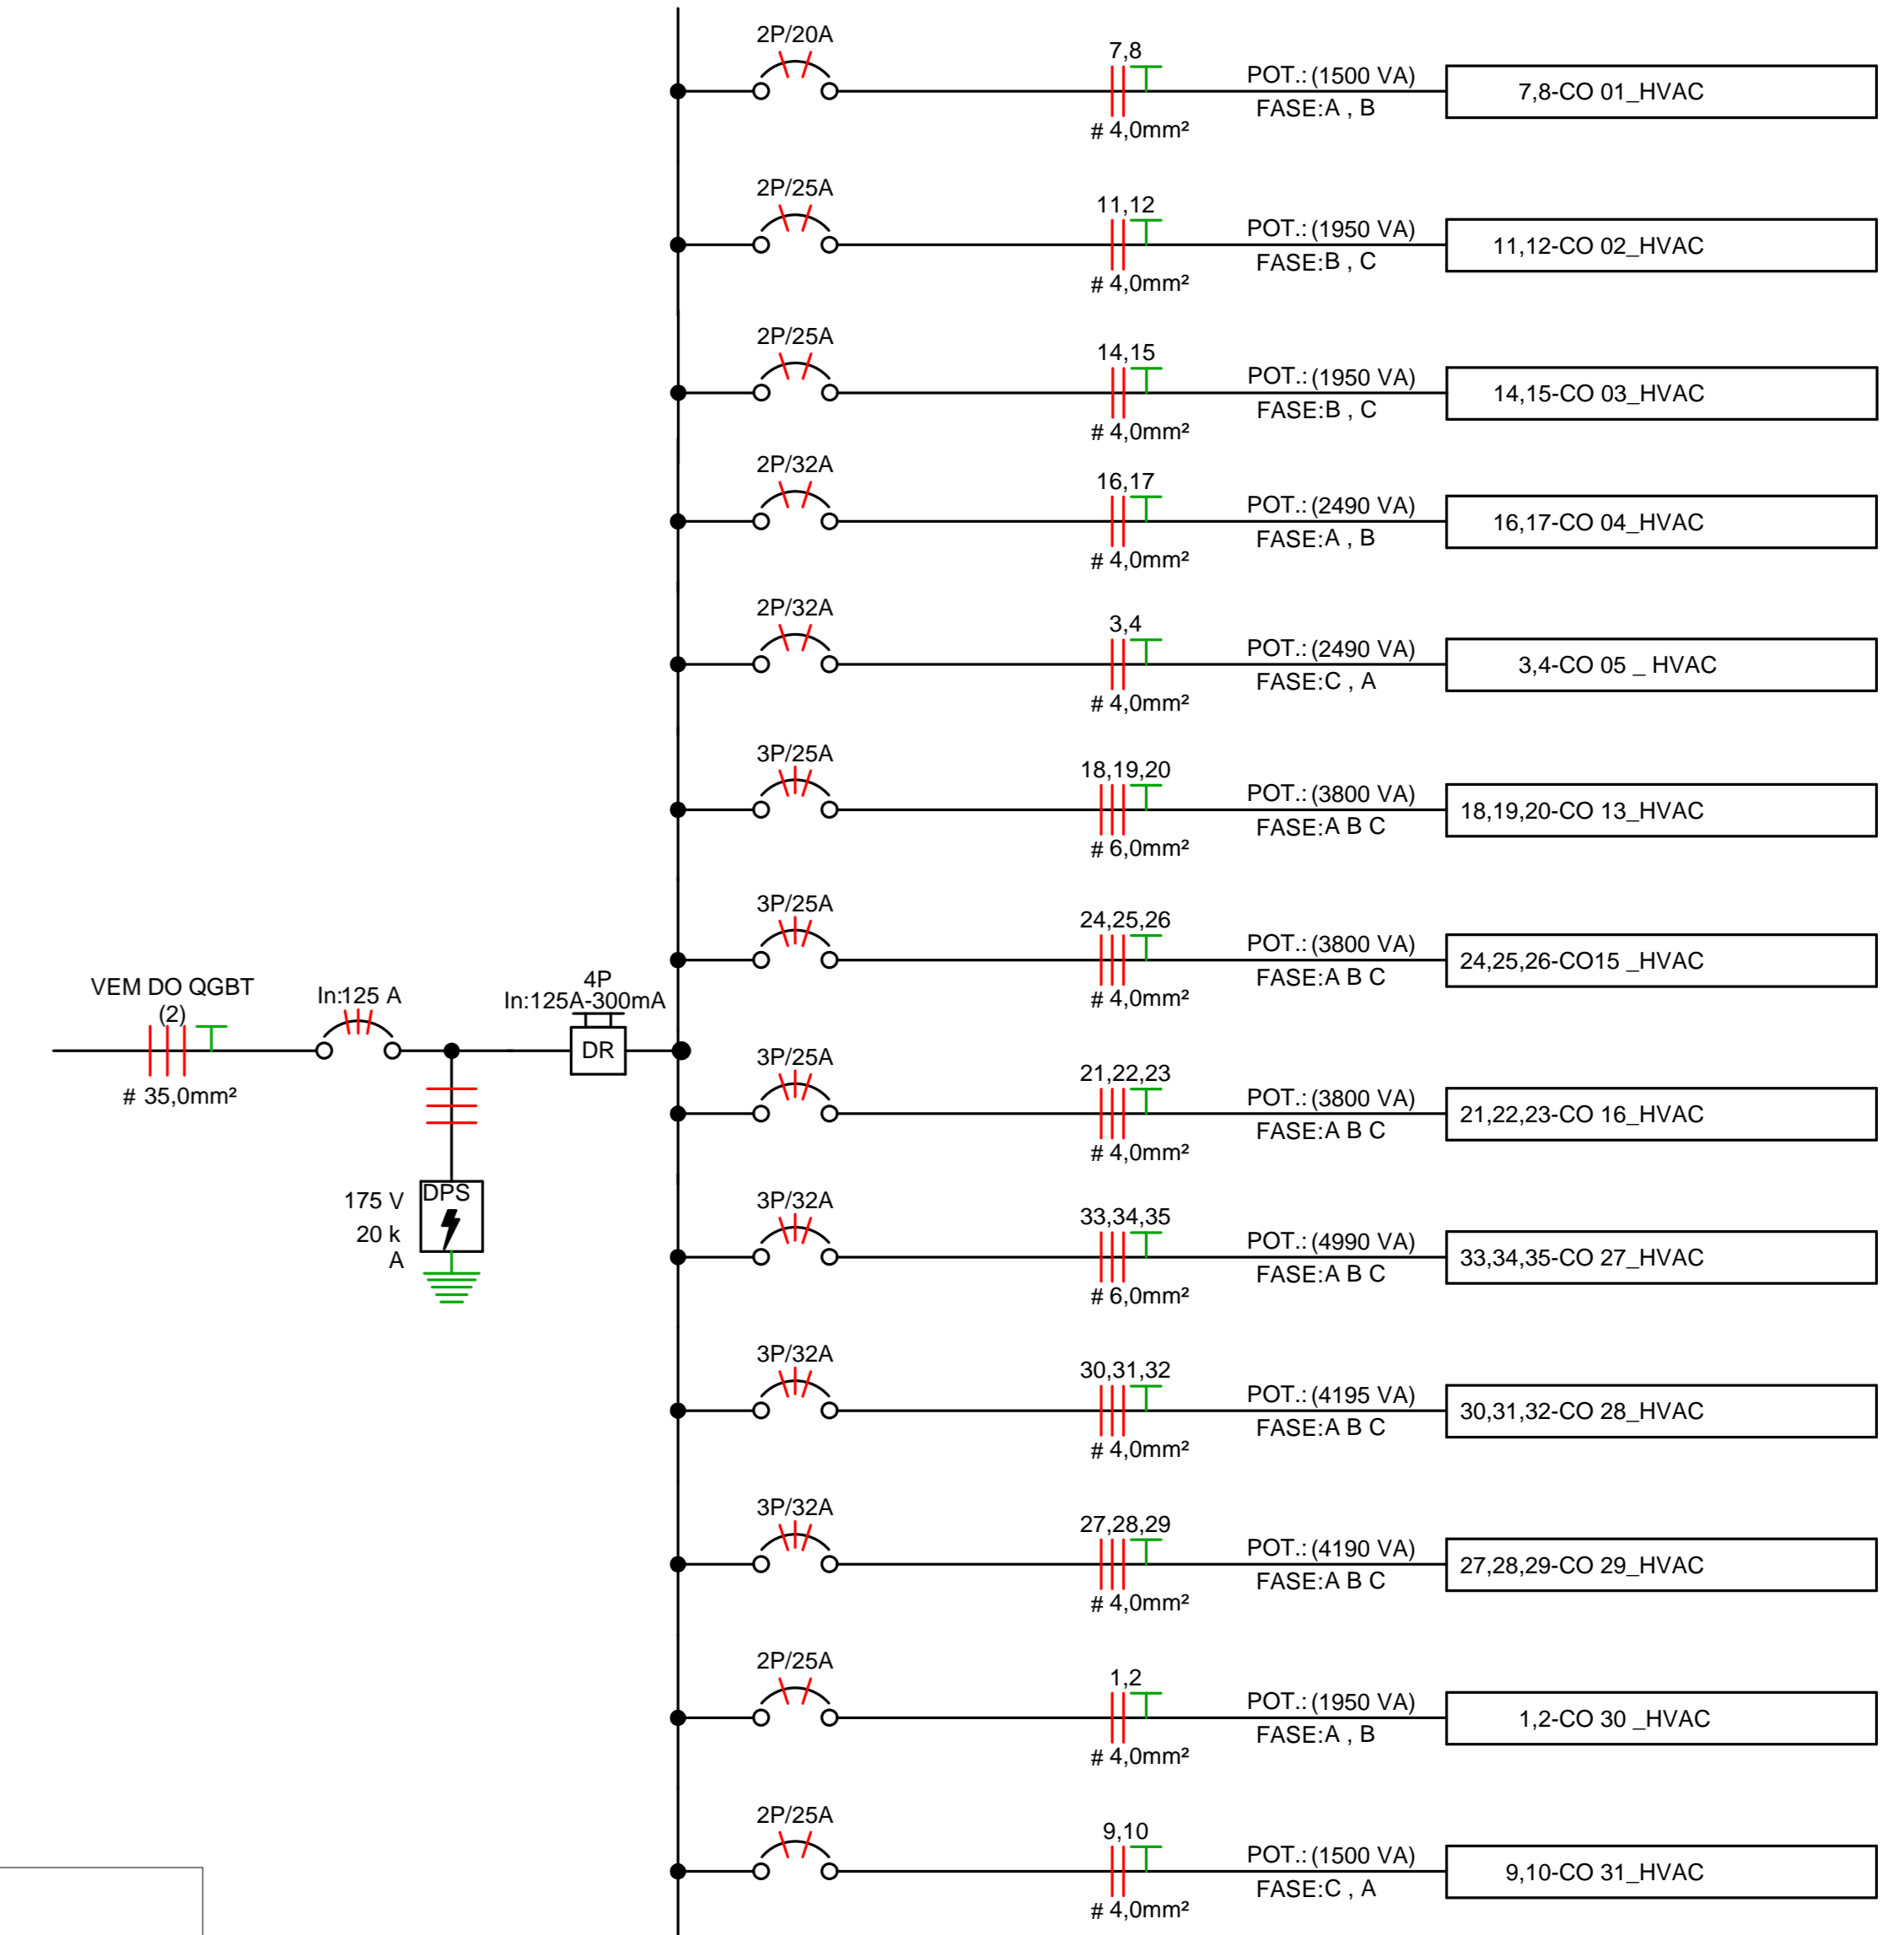 2P/20A
7,8
POT.: (1500 VA)
FASE:A , B
# 4,0mm²
7,8-CO 01_HVAC
2P/25A
11,12
POT.: (1950 VA)
FASE:B , C
# 4,0mm²
11,12-CO 02_HVAC
2P/25A
14,15
POT.: (1950 VA)
FASE:B , C
# 4,0mm²
14,15-CO 03_HVAC
2P/32A
16,17
POT.: (2490 VA)
FASE:A , B
# 4,0mm²
16,17-CO 04_HVAC
2P/32A
3,4
POT.: (2490 VA)
FASE:C , A
# 4,0mm²
3,4-CO 05 _ HVAC
3P/25A
18,19,20
POT.: (3800 VA)
FASE:A B C
# 6,0mm²
18,19,20-CO 13_HVAC
3P/25A
24,25,26
POT.: (3800 VA)
FASE:A B C
# 4,0mm²
24,25,26-CO15 _HVAC
VEM DO QGBT
(2)
# 35,0mm²
In:125 A
4P
In:125A-300mA
DR
DPS
175 V
20 k
A
3P/25A
21,22,23
POT.: (3800 VA)
FASE:A B C
# 4,0mm²
21,22,23-CO 16_HVAC
3P/32A
33,34,35
POT.: (4990 VA)
FASE:A B C
# 6,0mm²
33,34,35-CO 27_HVAC
3P/32A
30,31,32
POT.: (4195 VA)
FASE:A B C
# 4,0mm²
30,31,32-CO 28_HVAC
3P/32A
27,28,29
POT.: (4190 VA)
FASE:A B C
# 4,0mm²
27,28,29-CO 29_HVAC
2P/25A
1,2
POT.: (1950 VA)
FASE:A , B
# 4,0mm²
1,2-CO 30 _HVAC
2P/25A
9,10
POT.: (1500 VA)
FASE:C , A
# 4,0mm²
9,10-CO 31_HVAC